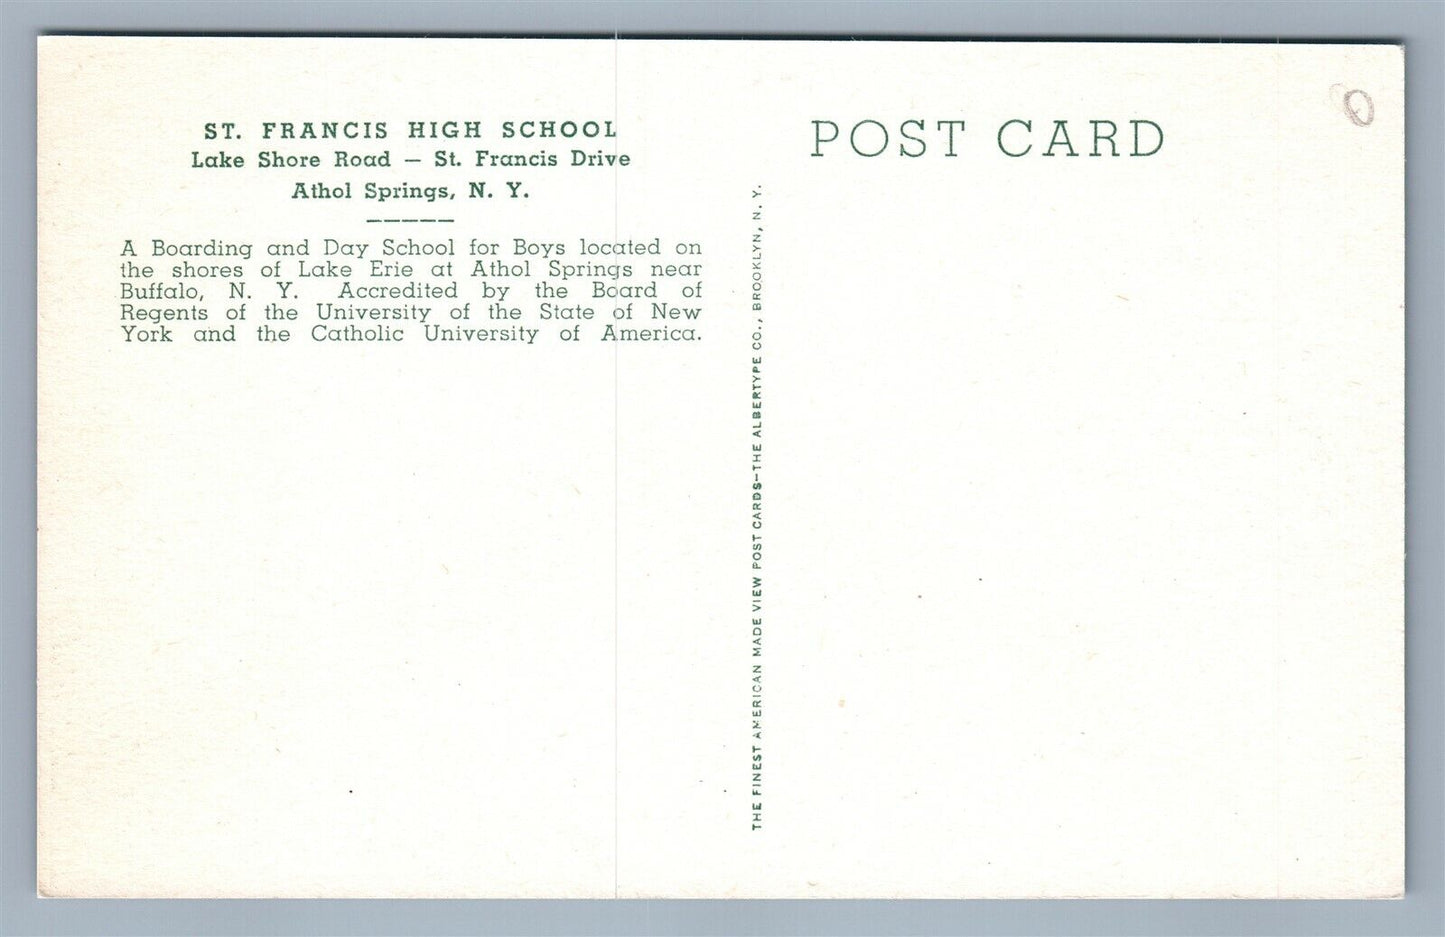 ST. FRANCIS HIGH SCHOOL
Lake Shore Road — St. Francis Drive
Athol Springs, N. Y.
A Boarding and Day School for Boys located on
the shores of Lake Erie at Athol Springs near
Buffalo, N. Y. Accredited by the Board of
Regents of the University of the State of New
York and the Catholic University of America.
THE FINEST AMERICAN MADE VIEW POST CARDS—THE ALBERTYPE CO., BROOKLYN, N. Y.
POST CARD